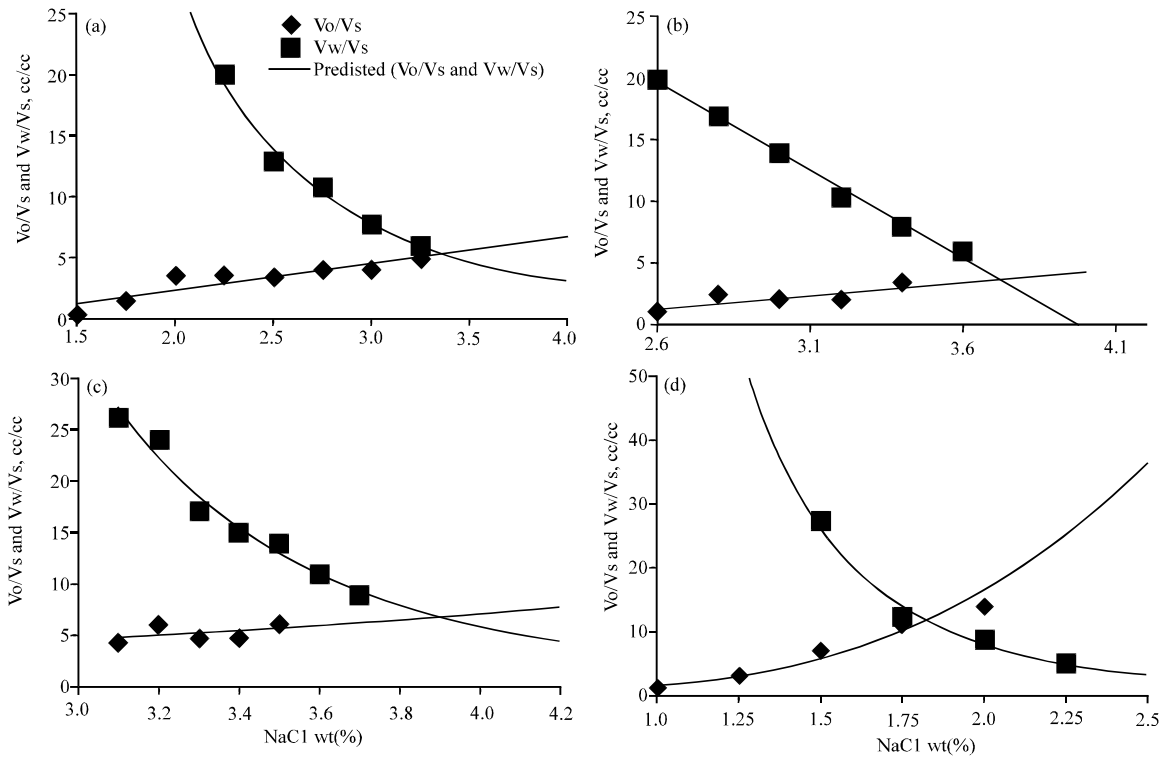 (a)
Vo/Vs
Vw/Vs
Predisted (Vo/Vs and Vw/Vs)
Vo/Vs and Vw/Vs, cc/cc
25
20
15
10
5
0
1.5 2.0 2.5 3.0 3.5 4.0
(b)
Vo/Vs and Vw/Vs, cc/cc
25
20
15
10
5
0
2.6 3.1 3.6 4.1
(c)
Vo/Vs and Vw/Vs, cc/cc
30
25
20
15
10
5
0
3.0 3.2 3.4 3.6 3.8 4.0 4.2
NaC1 wt(%)
(d)
Vo/Vs and Vw/Vs, cc/cc
50
40
30
20
10
0
1.0 1.25 1.5 1.75 2.0 2.25 2.5
NaC1 wt(%)